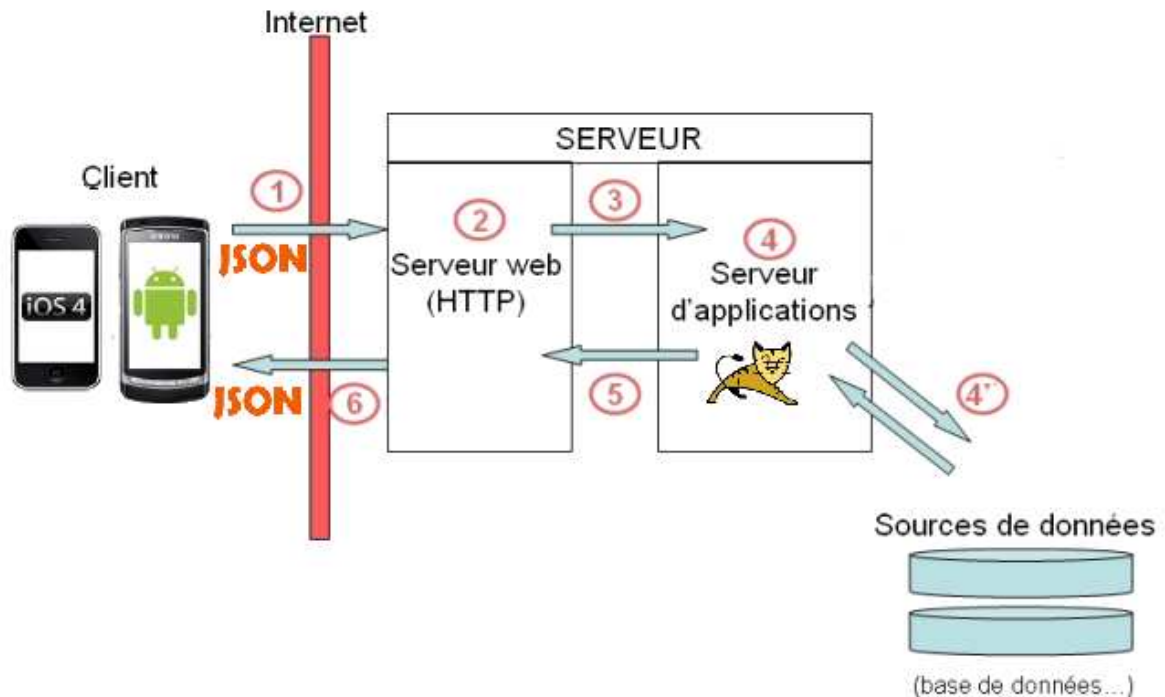 Internet
SERVEUR
Client
1
2
3
4
Serveur web
(HTTP)
Serveur
d'applications
JSON
iOS 4
SAMSUNG
JSON
6
5
4''
Sources de données
(base de données...)